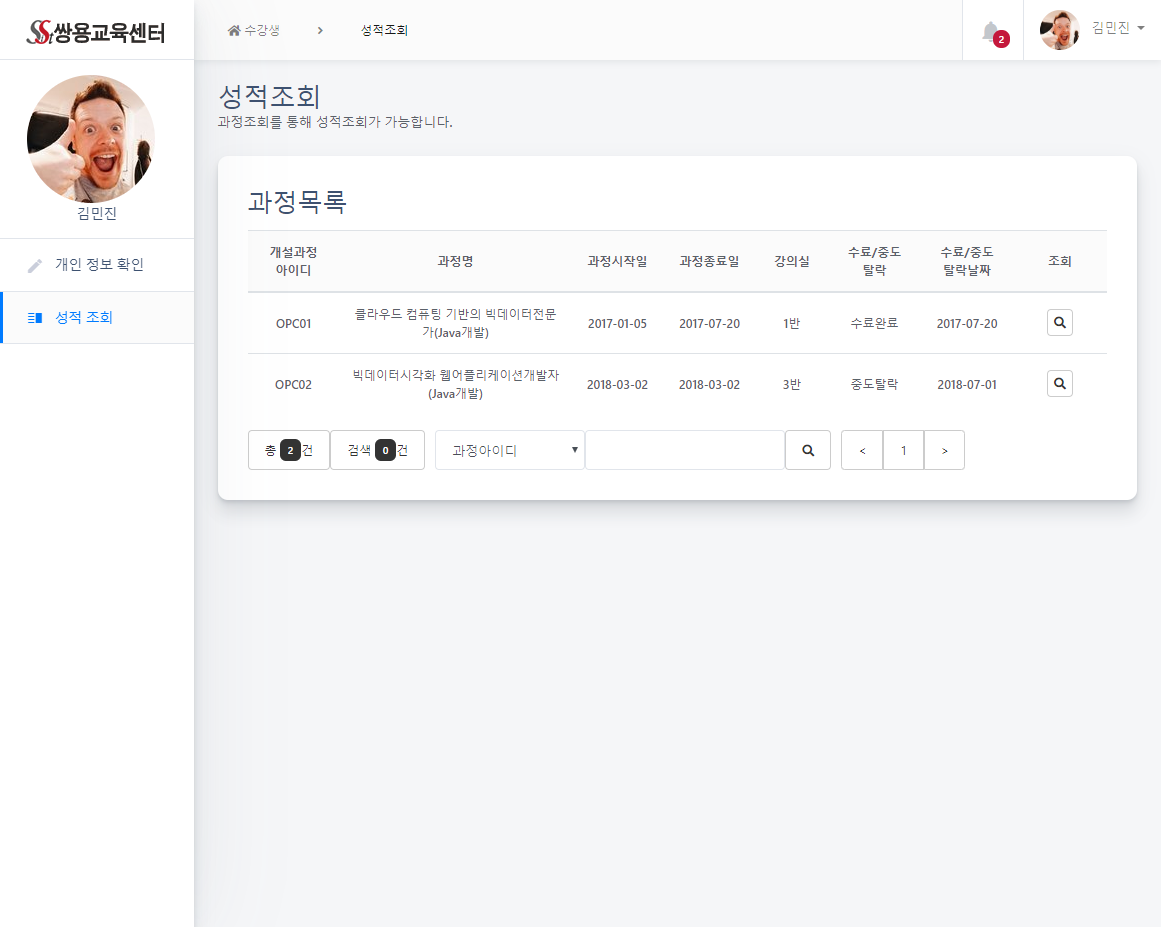 쌍용교육센터
수강생 > 성적조회
2
김민진
김민진
개인 정보 확인
성적 조회
성적조회
과정조회를 통해 성적조회가 가능합니다.
과정목록
개설과정
아이디
과정명
과정시작일
과정종료일
강의실
수료/중도
탈락
수료/중도
탈락날짜
조회
OPC01
클라우드 컴퓨팅 기반의 빅데이터전문
가(Java개발)
2017-01-05
2017-07-20
1반
수료완료
2017-07-20
OPC02
빅데이터시각화 웹어플리케이션개발자
(Java개발)
2018-03-02
2018-03-02
3반
중도탈락
2018-07-01
총 2 건
검색 0 건
과정아이디
< 1 >